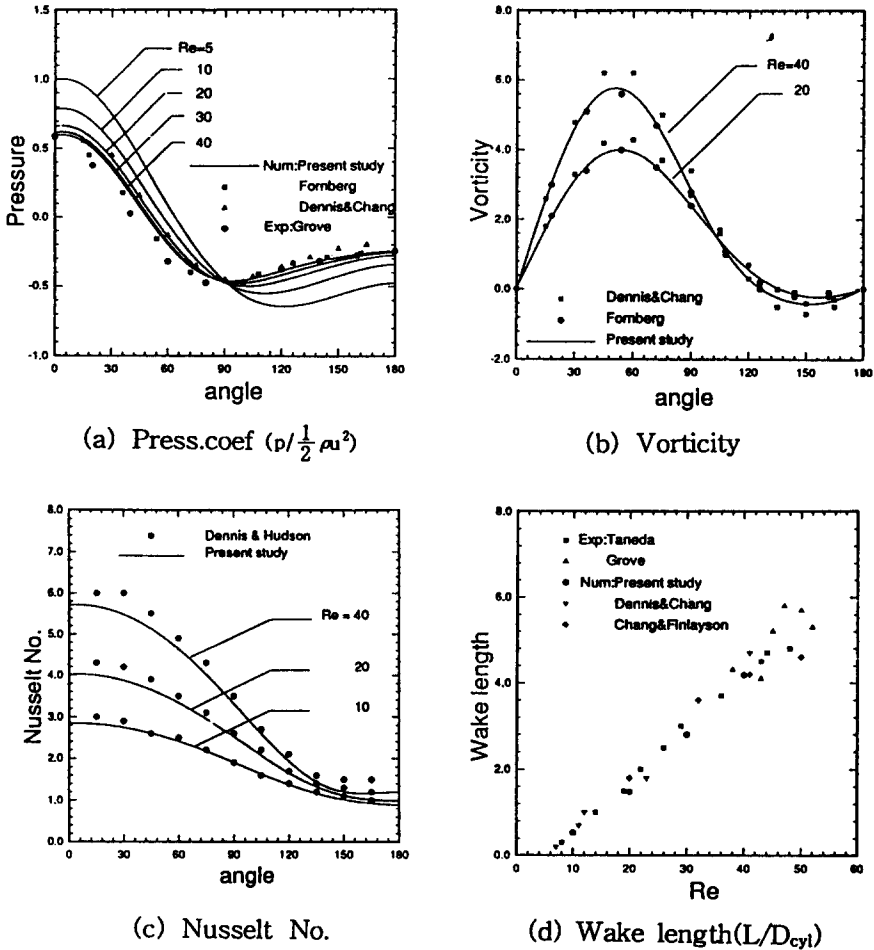 1.5
1.0
0.5
0.0
-0.5
-1.0
Pressure
Re=5
10
20
30
40
Num:Present study
Fornberg
Dennis&Chang
Exp:Grove
0 30 60 90 120 150 180
angle
(a) Press.coef (p/½ρu²)
8.0
6.0
4.0
2.0
0.0
-2.0
Vorticity
Re=40
20
Dennis&Chang
Fornberg
Present study
0 30 60 90 120 150 180
angle
(b) Vorticity
8.0
7.0
6.0
5.0
4.0
3.0
2.0
1.0
0.0
Nusselt No.
Dennis & Hudson
Present study
Re = 40
20
10
0 30 60 90 120 150 180
angle
(c) Nusselt No.
8.0
6.0
4.0
2.0
0.0
Wake length
Exp:Taneda
Grove
Num:Present study
Dennis&Chang
Chang&Finlayson
0 10 20 30 40 50 60
Re
(d) Wake length(L/Dcyl)